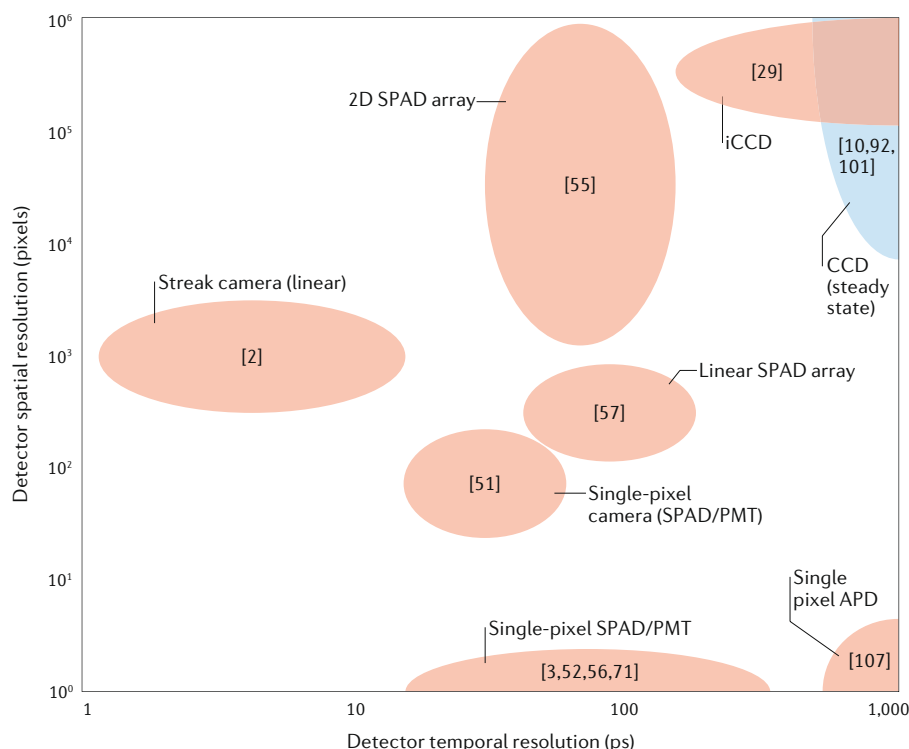 10⁶
10⁵
10⁴
10³
10²
10¹
10⁰
Detector spatial resolution (pixels)
2D SPAD array
[55]
[29]
iCCD
[10,92,
101]
CCD
(steady
state)
Streak camera (linear)
[2]
Linear SPAD array
[57]
[51]
Single-pixel
camera (SPAD/PMT)
Single
pixel APD
[107]
Single-pixel SPAD/PMT
[3,52,56,71]
1
10
100
1,000
Detector temporal resolution (ps)